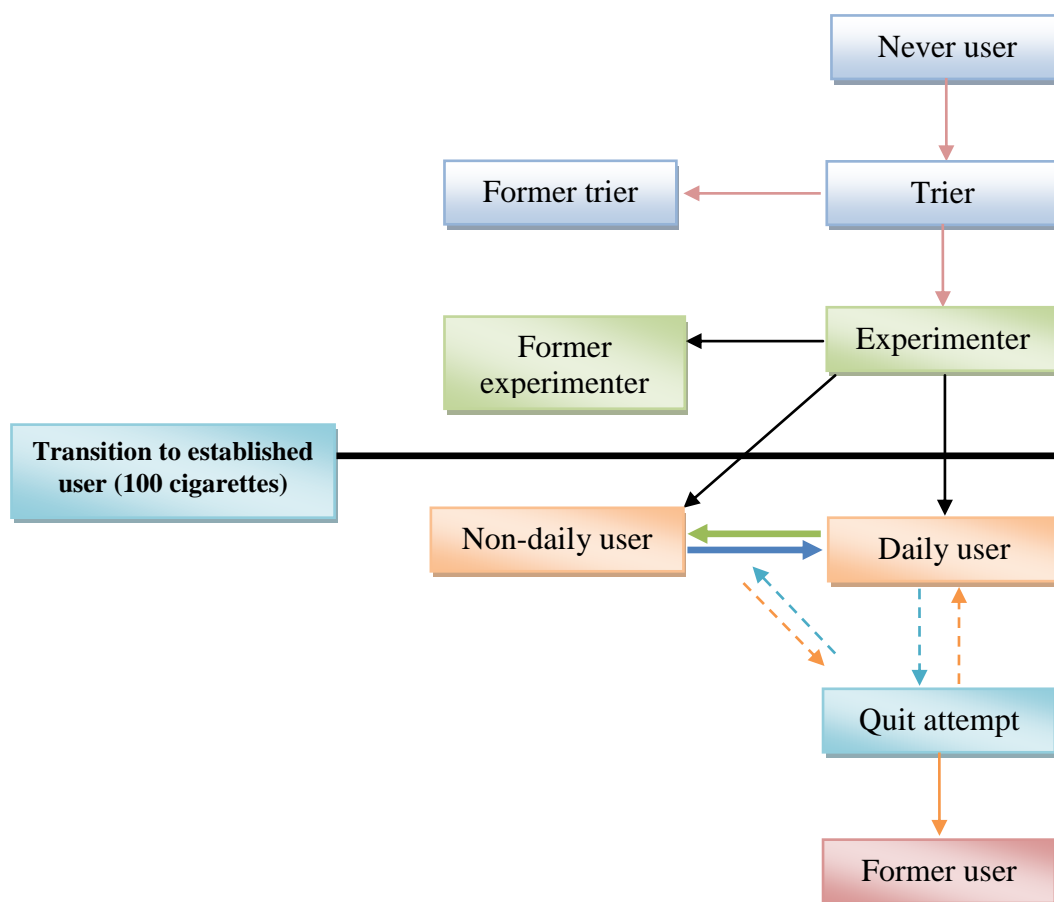 Never user
Former trier
Trier
Former
experimenter
Experimenter
Transition to established
user (100 cigarettes)
Non-daily user
Daily user
Quit attempt
Former user